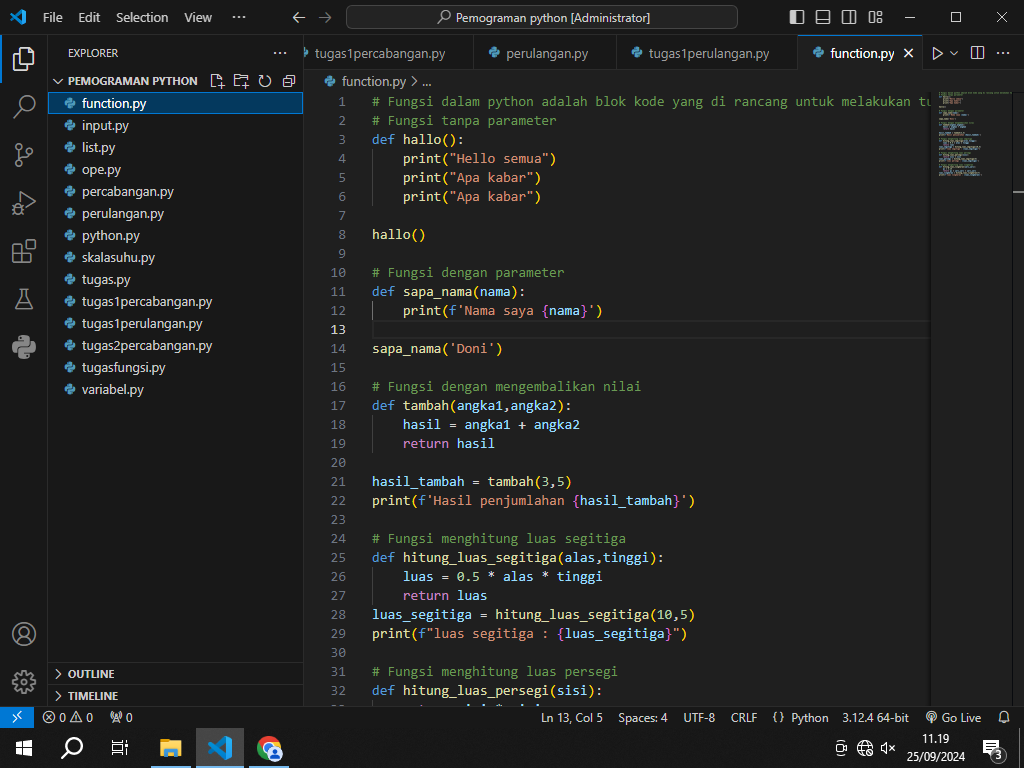 File Edit Selection View ··· Pemograman python [Administrator]
EXPLORER
PEMOGRAMAN PYTHON
function.py
input.py
list.py
ope.py
percabangan.py
perulangan.py
python.py
skalasuhu.py
tugas.py
tugas1percabangan.py
tugas1perulangan.py
tugas2percabangan.py
tugasfungsi.py
variabel.py
OUTLINE
TIMELINE
tugas1percabangan.py perulangan.py tugas1perulangan.py function.py
function.py > ...
1 # Fungsi dalam python adalah blok kode yang di rancang untuk melakukan tu
2 # Fungsi tanpa parameter
3 def hallo():
4 print("Hello semua")
5 print("Apa kabar")
6 print("Apa kabar")
7
8 hallo()
9
10 # Fungsi dengan parameter
11 def sapa_nama(nama):
12 print(f'Nama saya {nama}')
13
14 sapa_nama('Doni')
15
16 # Fungsi dengan mengembalikan nilai
17 def tambah(angka1,angka2):
18 hasil = angka1 + angka2
19 return hasil
20
21 hasil_tambah = tambah(3,5)
22 print(f'Hasil penjumlahan {hasil_tambah}')
23
24 # Fungsi menghitung luas segitiga
25 def hitung_luas_segitiga(alas,tinggi):
26 luas = 0.5 * alas * tinggi
27 return luas
28 luas_segitiga = hitung_luas_segitiga(10,5)
29 print(f"luas segitiga : {luas_segitiga}")
30
31 # Fungsi menghitung luas persegi
32 def hitung_luas_persegi(sisi):
0 0 0 Ln 13, Col 5 Spaces: 4 UTF-8 CRLF {} Python 3.12.4 64-bit Go Live
11.19
25/09/2024
3